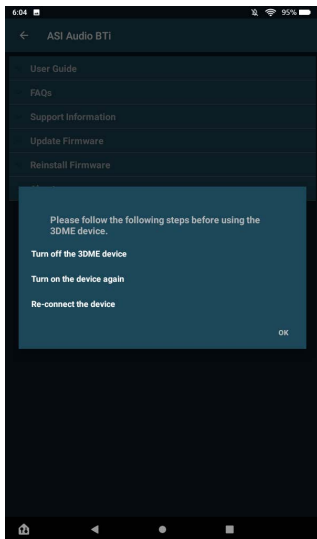 6:04
95%
ASI Audio BTi
User Guide
FAQs
Support Information
Update Firmware
Reinstall Firmware
Please follow the following steps before using the
3DME device.
Turn off the 3DME device
Turn on the device again
Re-connect the device
OK